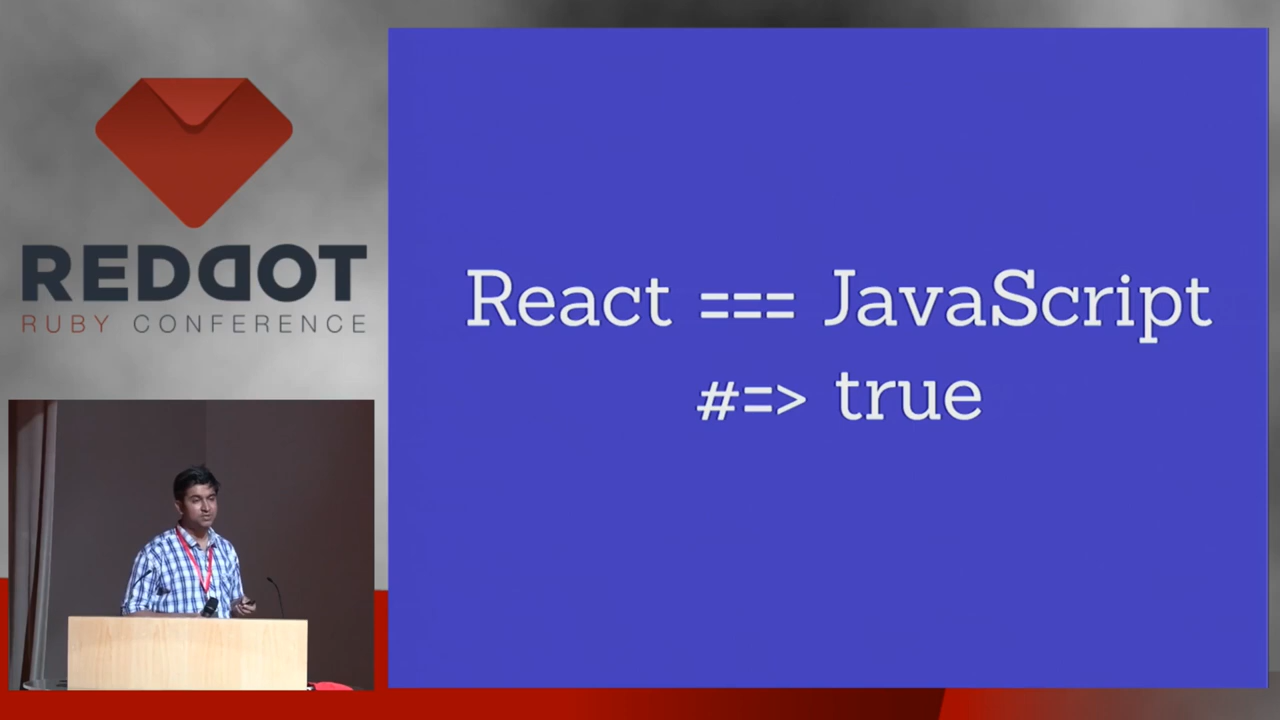 REDDOT
RUBY CONFERENCE
React === JavaScript
#=> true